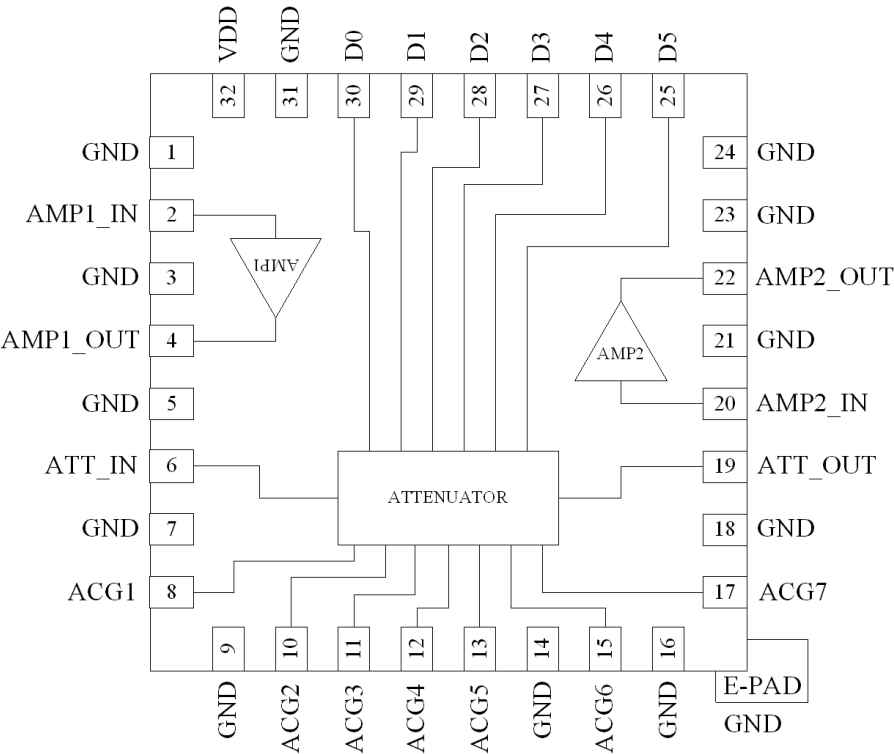 VDD GND D0 D1 D2 D3 D4 D5
32 31 30 29 28 27 26 25
GND 1
24 GND
AMP1_IN 2
23 GND
AMP1
GND 3
22 AMP2_OUT
AMP1_OUT 4
21 GND
AMP2
GND 5
20 AMP2_IN
ATT_IN 6
19 ATT_OUT
ATTENUATOR
GND 7
18 GND
ACG1 8
17 ACG7
9 10 11 12 13 14 15 16
GND ACG2 ACG3 ACG4 ACG5 GND ACG6 GND
E-PAD
GND